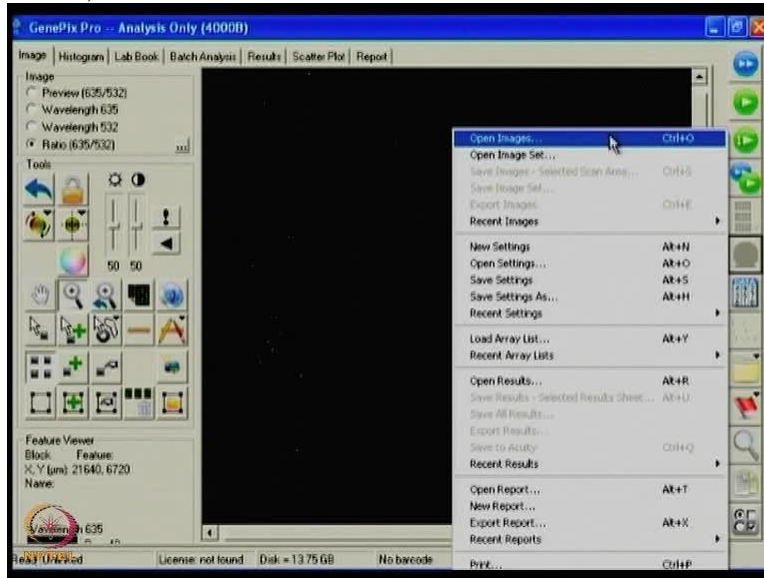 GenePix Pro -- Analysis Only (4000B)
Image Histogram Lab Book Batch Analysis Results Scatter Plot Report
Image
Preview (635/532)
Wavelength 635
Wavelength 532
Ratio (635/532)
...
Tools
50 50
Feature Viewer
Block: Feature:
X, Y (µm): 21640, 6720
Name:
Wavelength 635
Open Images... Ctrl+O
Open Image Set...
Save Images - Selected Scan Area... Ctrl+S
Save Image Set...
Export Images Ctrl+E
Recent Images
New Settings Alt+N
Open Settings... Alt+O
Save Settings Alt+S
Save Settings As... Alt+H
Recent Settings
Load Array List... Alt+Y
Recent Array Lists
Open Results... Alt+R
Save Results - Selected Results Sheet... Alt+U
Save All Results...
Export Results...
Save to Acuity Ctrl+Q
Recent Results
Open Report... Alt+T
New Report...
Export Report... Alt+X
Recent Reports
Print... Ctrl+P
NPTEL
License: not found Disk = 13.75 GB No barcode